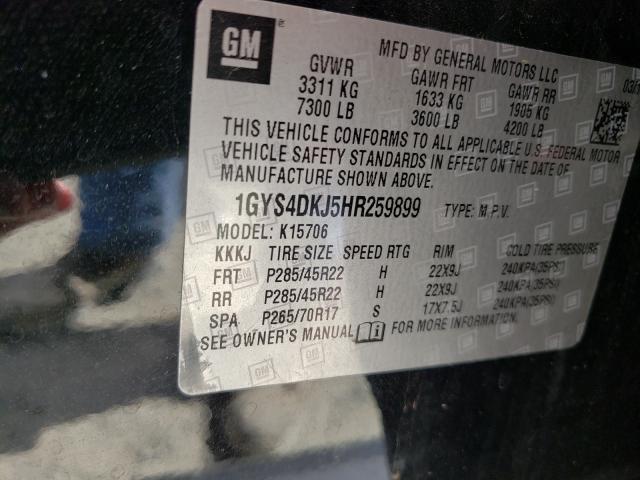 GM
MFD BY GENERAL MOTORS LLC
GVWR GAWR FRT GAWR RR 03/1
3311 KG 1633 KG 1905 KG
7300 LB 3600 LB 4200 LB
THIS VEHICLE CONFORMS TO ALL APPLICABLE U.S. FEDERAL MOTOR
VEHICLE SAFETY STANDARDS IN EFFECT ON THE DATE OF
MANUFACTURE SHOWN ABOVE.
1GYS4DKJ5HR259899 TYPE: M.P.V.
MODEL: K15706
KKKJ TIRE SIZE SPEED RTG RIM COLD TIRE PRESSURE
FRT P285/45R22 H 22X9J 240KPA(35PSI)
RR P285/45R22 H 22X9J 240KPA(35PSI)
SPA P265/70R17 S 17X7.5J 240KPA(35PSI)
SEE OWNER'S MANUAL FOR MORE INFORMATION.